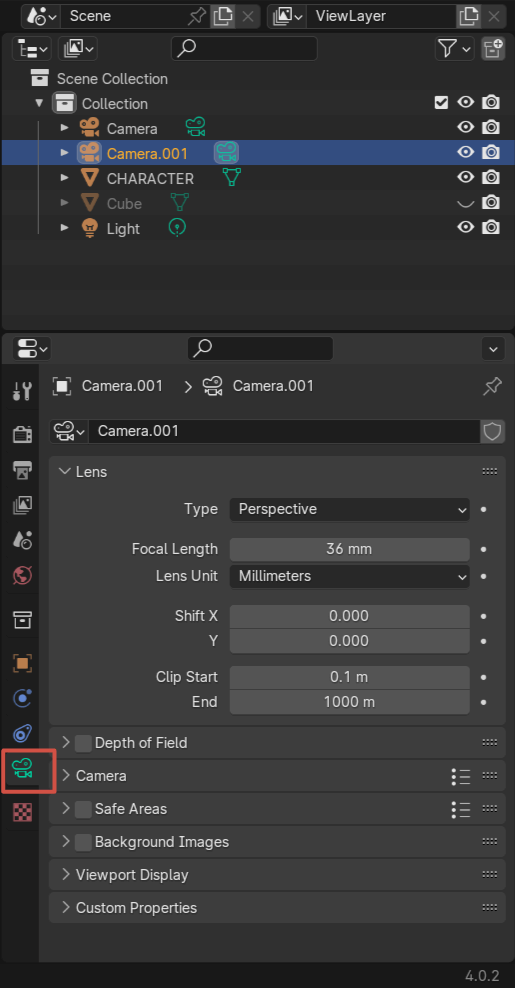 Scene
ViewLayer
Scene Collection
Collection
Camera
Camera.001
CHARACTER
Cube
Light
Camera.001 Camera.001
Camera.001
Lens
Type Perspective
Focal Length 36 mm
Lens Unit Millimeters
Shift X 0.000
Y 0.000
Clip Start 0.1 m
End 1000 m
Depth of Field
Camera
Safe Areas
Background Images
Viewport Display
Custom Properties
4.0.2